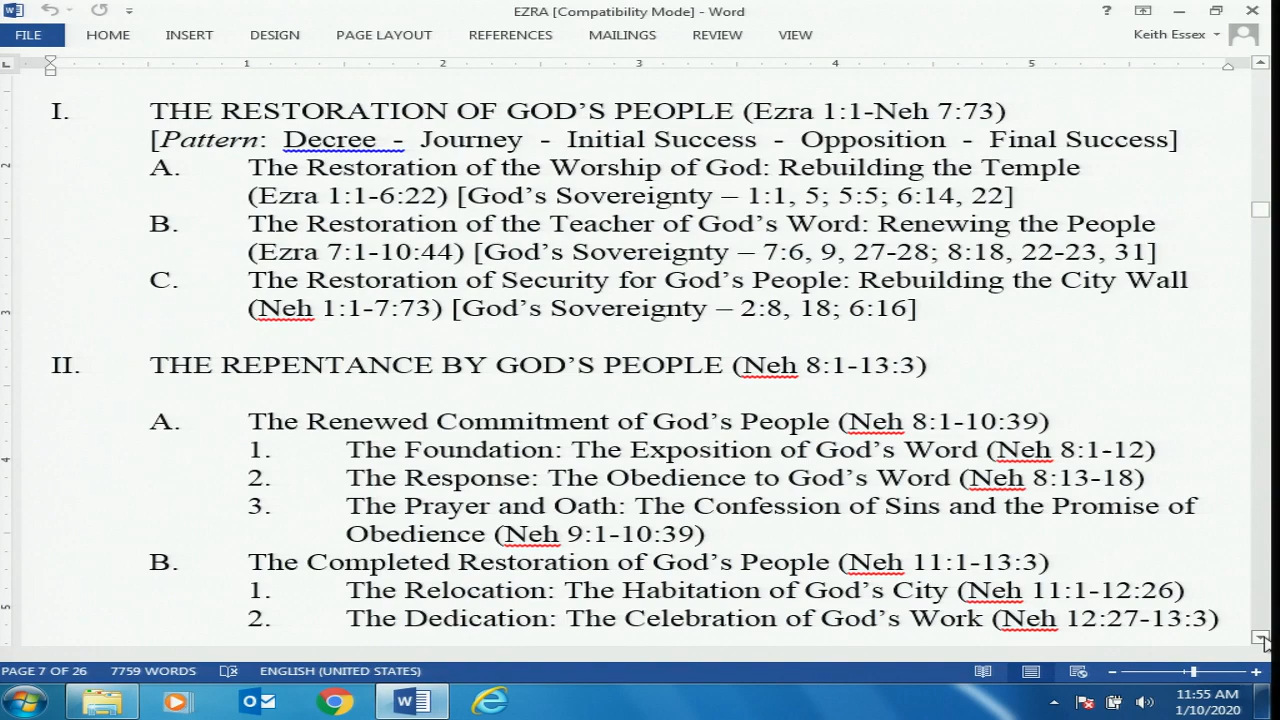 EZRA [Compatibility Mode] - Word
FILE HOME INSERT DESIGN PAGE LAYOUT REFERENCES MAILINGS REVIEW VIEW Keith Essex
1 2 3 4 5
I. THE RESTORATION OF GOD'S PEOPLE (Ezra 1:1-Neh 7:73)
[Pattern: Decree - Journey - Initial Success - Opposition - Final Success]
A. The Restoration of the Worship of God: Rebuilding the Temple
(Ezra 1:1-6:22) [God's Sovereignty – 1:1, 5; 5:5; 6:14, 22]
B. The Restoration of the Teacher of God's Word: Renewing the People
(Ezra 7:1-10:44) [God's Sovereignty – 7:6, 9, 27-28; 8:18, 22-23, 31]
C. The Restoration of Security for God's People: Rebuilding the City Wall
(Neh 1:1-7:73) [God's Sovereignty – 2:8, 18; 6:16]
II. THE REPENTANCE BY GOD'S PEOPLE (Neh 8:1-13:3)
A. The Renewed Commitment of God's People (Neh 8:1-10:39)
1. The Foundation: The Exposition of God's Word (Neh 8:1-12)
2. The Response: The Obedience to God's Word (Neh 8:13-18)
3. The Prayer and Oath: The Confession of Sins and the Promise of
Obedience (Neh 9:1-10:39)
B. The Completed Restoration of God's People (Neh 11:1-13:3)
1. The Relocation: The Habitation of God's City (Neh 11:1-12:26)
2. The Dedication: The Celebration of God's Work (Neh 12:27-13:3)
PAGE 7 OF 26 7759 WORDS ENGLISH (UNITED STATES)
11:55 AM
1/10/2020